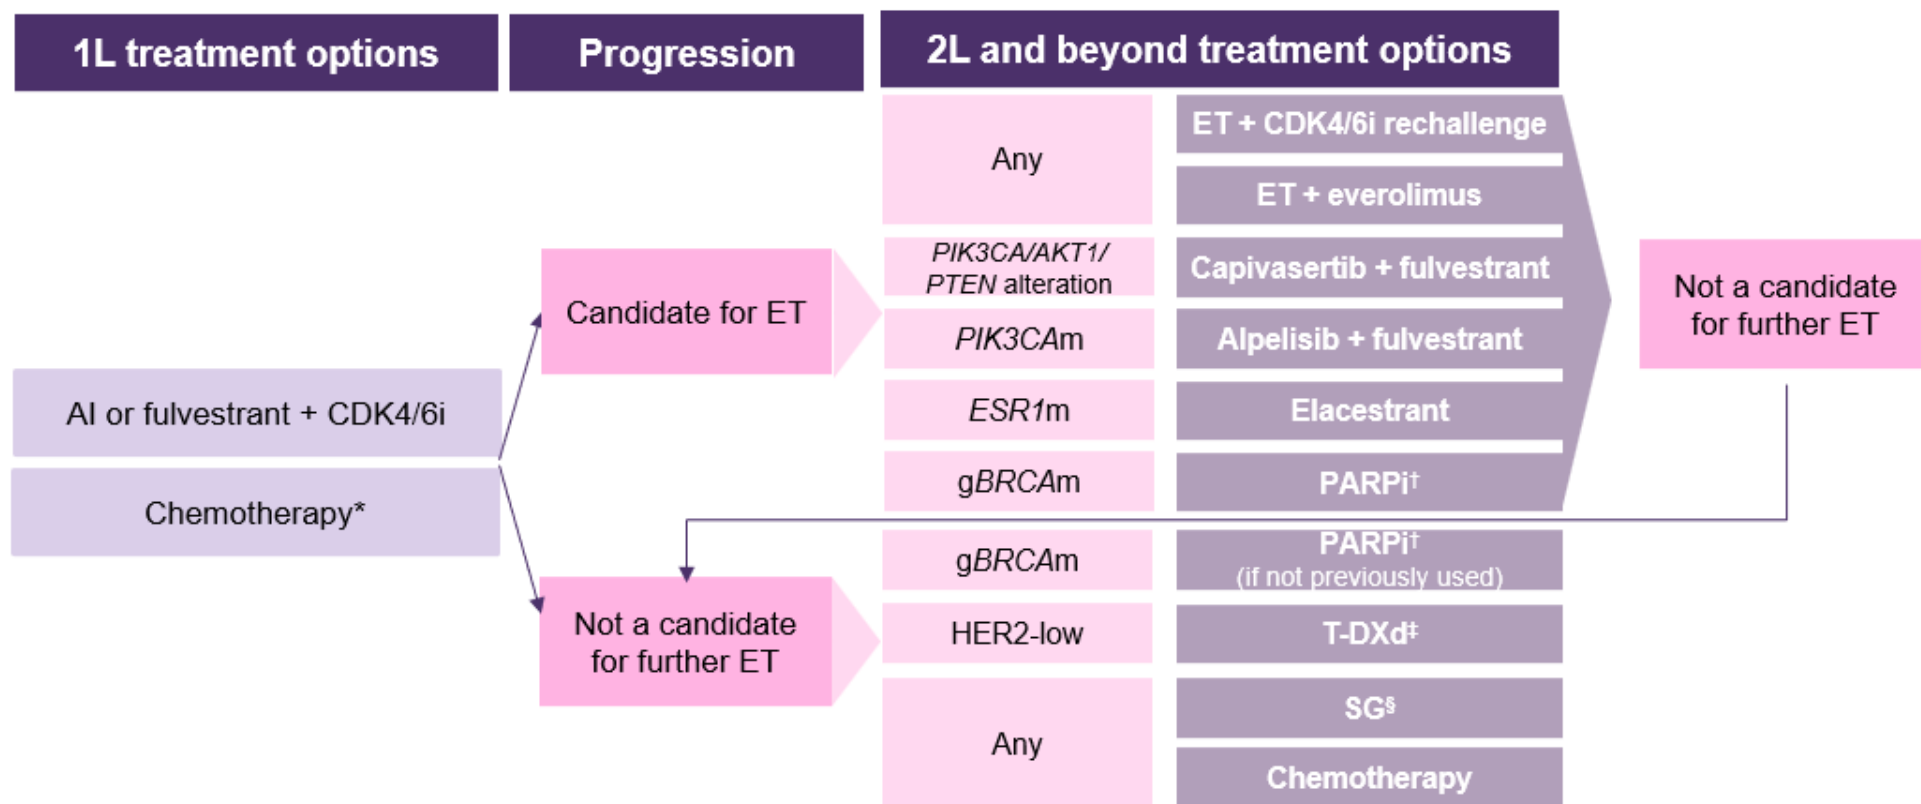 1L treatment options
Progression
2L and beyond treatment options
AI or fulvestrant + CDK4/6i
Chemotherapy*
Candidate for ET
Not a candidate
for further ET
Any
ET + CDK4/6i rechallenge
ET + everolimus
PIK3CA/AKT1/
PTEN alteration
Capivasertib + fulvestrant
PIK3CAm
Alpelisib + fulvestrant
ESR1m
Elacestrant
gBRCAm
PARPi†
gBRCAm
PARPi†
(if not previously used)
HER2-low
T-DXd‡
Any
SG§
Chemotherapy
Not a candidate
for further ET